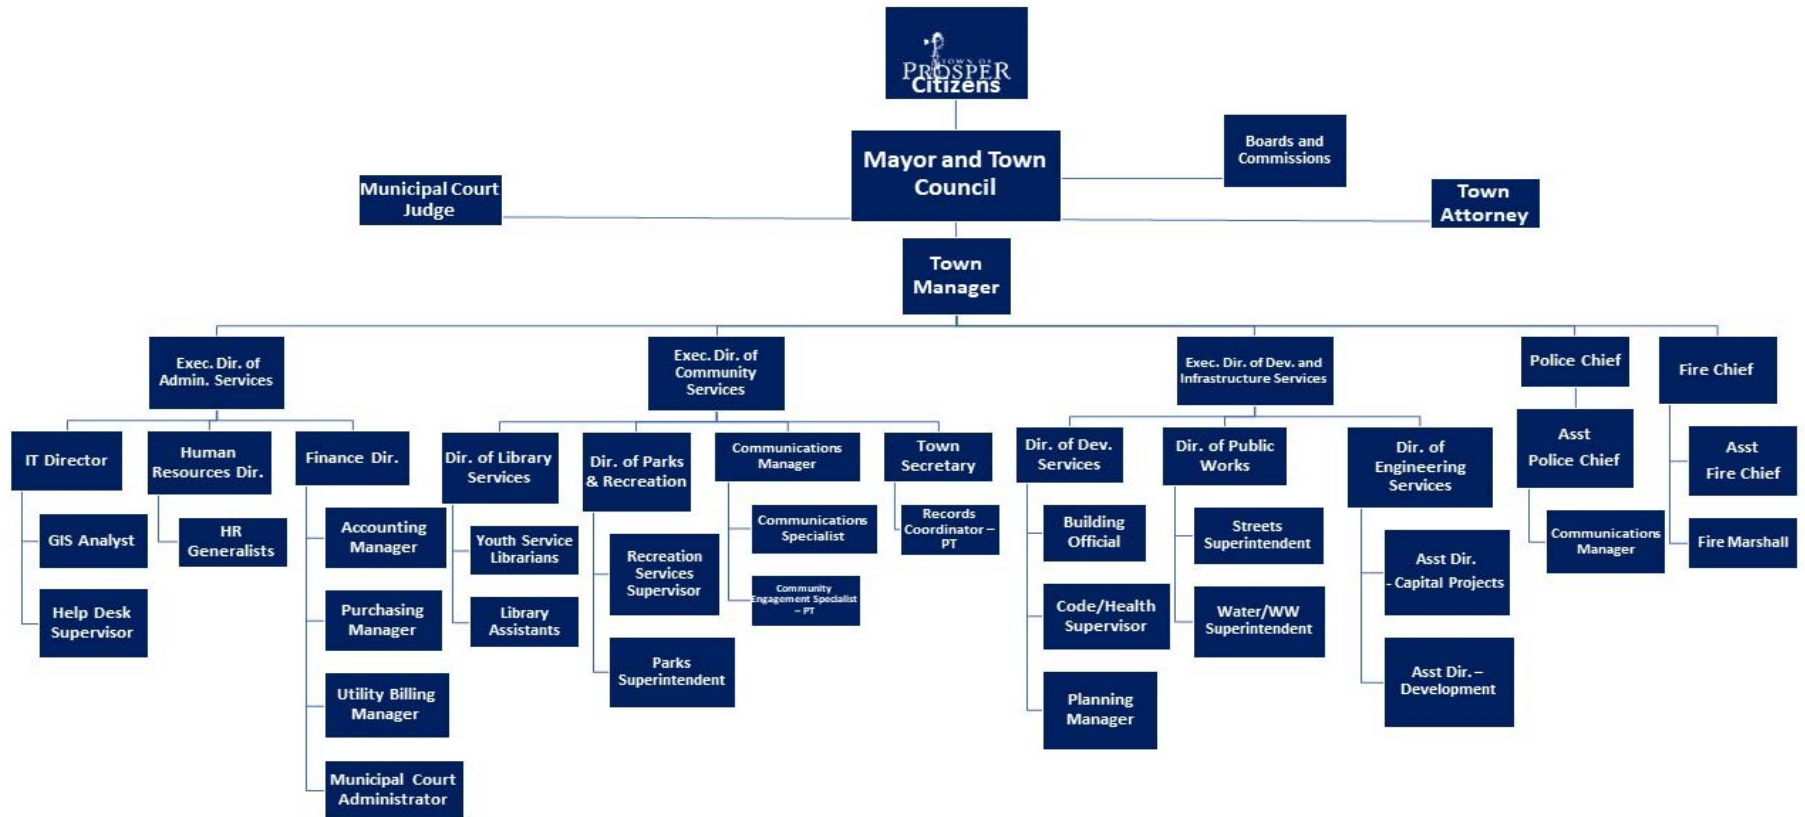 TOWN OF
PROSPER
Citizens
Mayor and Town
Council
Boards and
Commissions
Municipal Court
Judge
Town
Attorney
Town
Manager
Exec. Dir. of
Admin. Services
Exec. Dir. of
Community
Services
Exec. Dir. of Dev. and
Infrastructure Services
Police Chief
Fire Chief
IT Director
Human
Resources Dir.
Finance Dir.
Dir. of Library
Services
Dir. of Parks
& Recreation
Communications
Manager
Town
Secretary
Dir. of Dev.
Services
Dir. of Public
Works
Dir. of
Engineering
Services
Asst
Police Chief
Asst
Fire Chief
GIS Analyst
Help Desk
Supervisor
HR
Generalists
Accounting
Manager
Purchasing
Manager
Utility Billing
Manager
Municipal Court
Administrator
Youth Service
Librarians
Library
Assistants
Recreation
Services
Supervisor
Parks
Superintendent
Communications
Specialist
Community
Engagement Specialist
– PT
Records
Coordinator –
PT
Building
Official
Code/Health
Supervisor
Planning
Manager
Streets
Superintendent
Water/WW
Superintendent
Asst Dir.
- Capital Projects
Asst Dir. –
Development
Communications
Manager
Fire Marshall